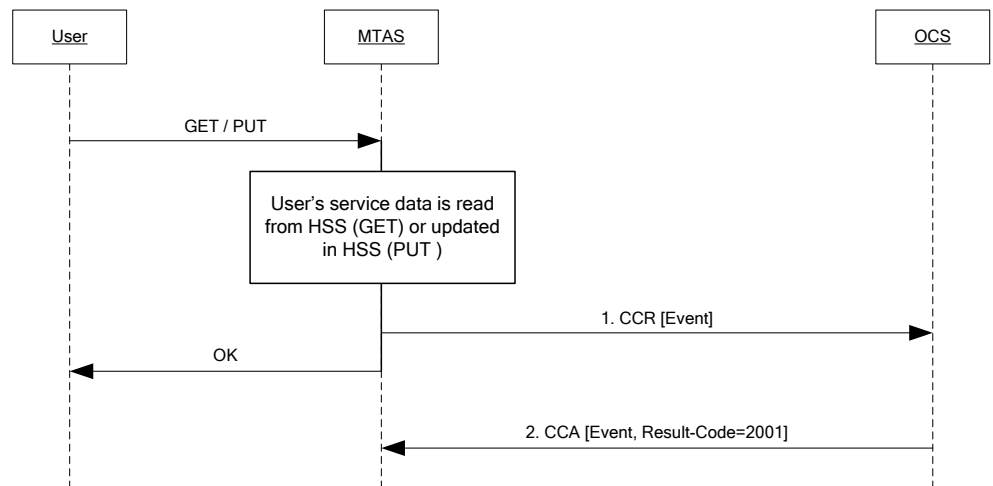 User
MTAS
OCS
GET / PUT
User's service data is read
from HSS (GET) or updated
in HSS (PUT )
1. CCR [Event]
OK
2. CCA [Event, Result-Code=2001]